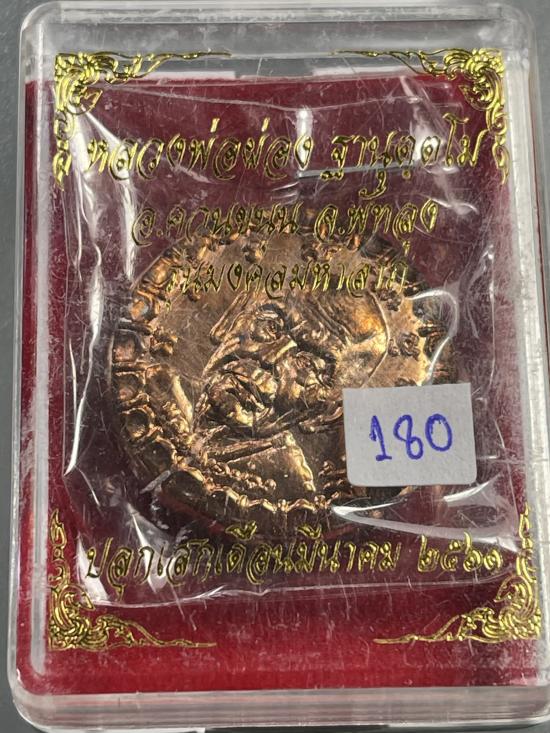 หลวงพ่อผ่อง ฐานุตฺตโม
อ.ควนขนุน จ.พัทลุง
รุ่นมงคลมหาลาภ
180
ปลุกเสกเดือนมีนาคม ๒๕๖๑